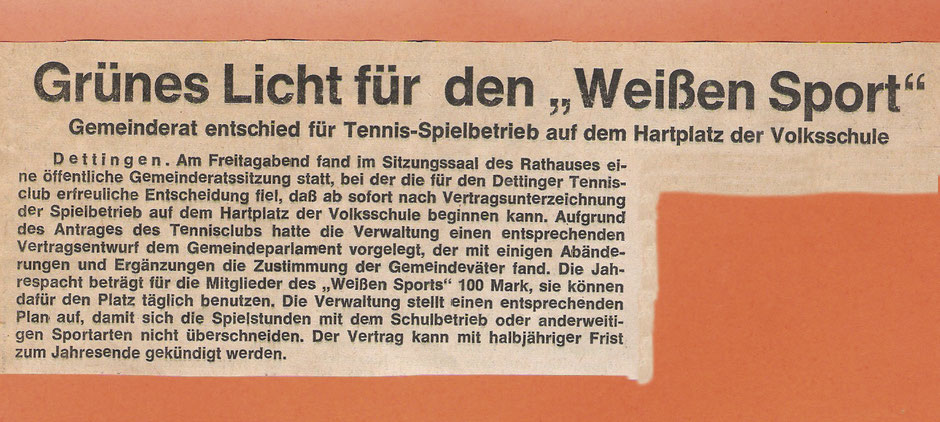 Grünes Licht für den „Weißen Sport“
Gemeinderat entschied für Tennis-Spielbetrieb auf dem Hartplatz der Volksschule
Dettingen. Am Freitagabend fand im Sitzungssaal des Rathauses ei-
ne öffentliche Gemeinderatssitzung statt, bei der die für den Dettinger Tennis-
club erfreuliche Entscheidung fiel, daß ab sofort nach Vertragsunterzeichnung
der Spielbetrieb auf dem Hartplatz der Volksschule beginnen kann. Aufgrund
des Antrages des Tennisclubs hatte die Verwaltung einen entsprechenden
Vertragsentwurf dem Gemeindeparlament vorgelegt, der mit einigen Abände-
rungen und Ergänzungen die Zustimmung der Gemeindeväter fand. Die Jah-
respacht beträgt für die Mitglieder des „Weißen Sports“ 100 Mark, sie können
dafür den Platz täglich benutzen. Die Verwaltung stellt einen entsprechenden
Plan auf, damit sich die Spielstunden mit dem Schulbetrieb oder anderweiti-
gen Sportarten nicht überschneiden. Der Vertrag kann mit halbjähriger Frist
zum Jahresende gekündigt werden.